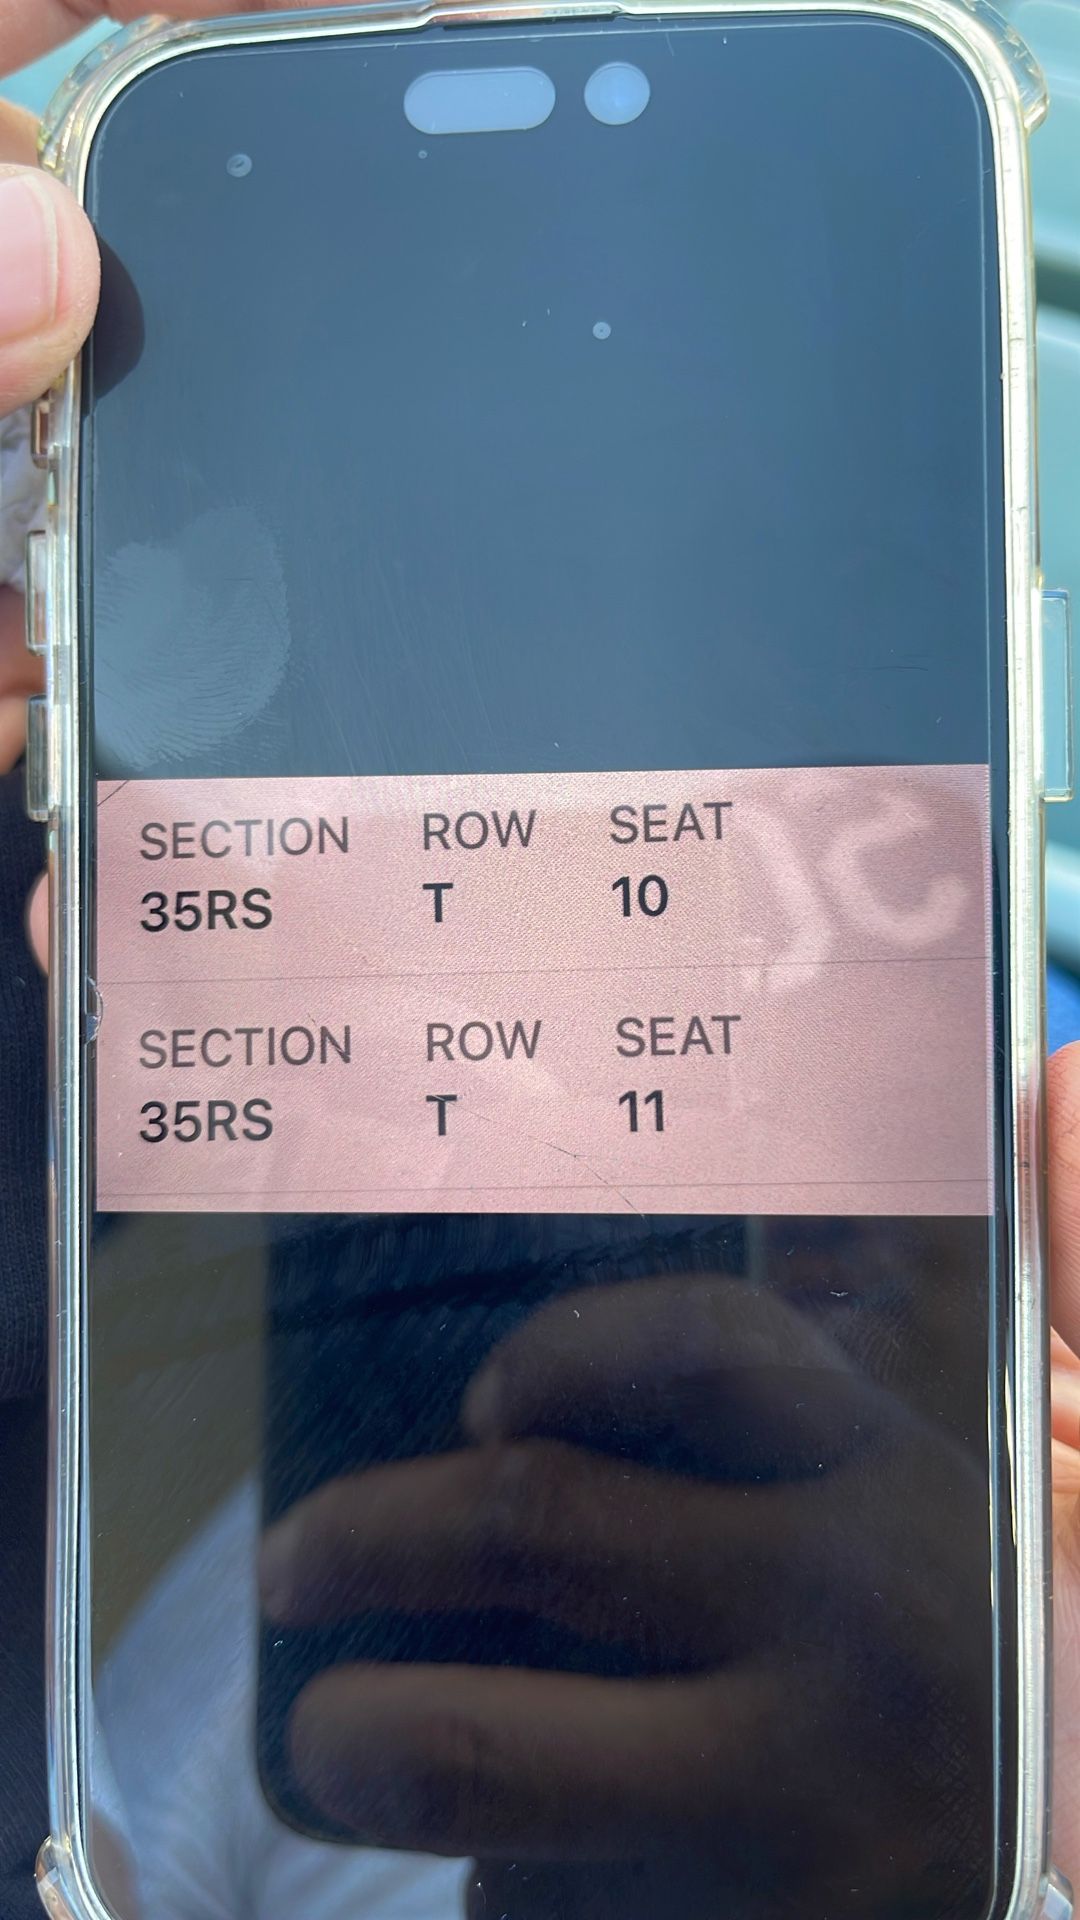 SECTION ROW SEAT
35RS T 10
SECTION ROW SEAT
35RS T 11